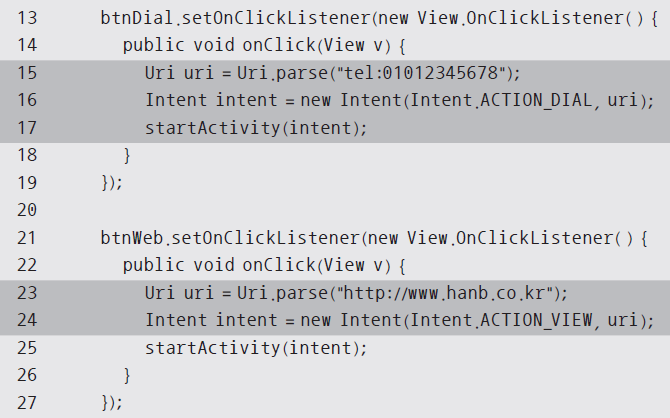 13 btnDial.setOnClickListener(new View.OnClickListener() {
14 public void onClick(View v) {
15 Uri uri = Uri.parse("tel:01012345678");
16 Intent intent = new Intent(Intent.ACTION_DIAL, uri);
17 startActivity(intent);
18 }
19 });
20
21 btnWeb.setOnClickListener(new View.OnClickListener() {
22 public void onClick(View v) {
23 Uri uri = Uri.parse("http://www.hanb.co.kr");
24 Intent intent = new Intent(Intent.ACTION_VIEW, uri);
25 startActivity(intent);
26 }
27 });